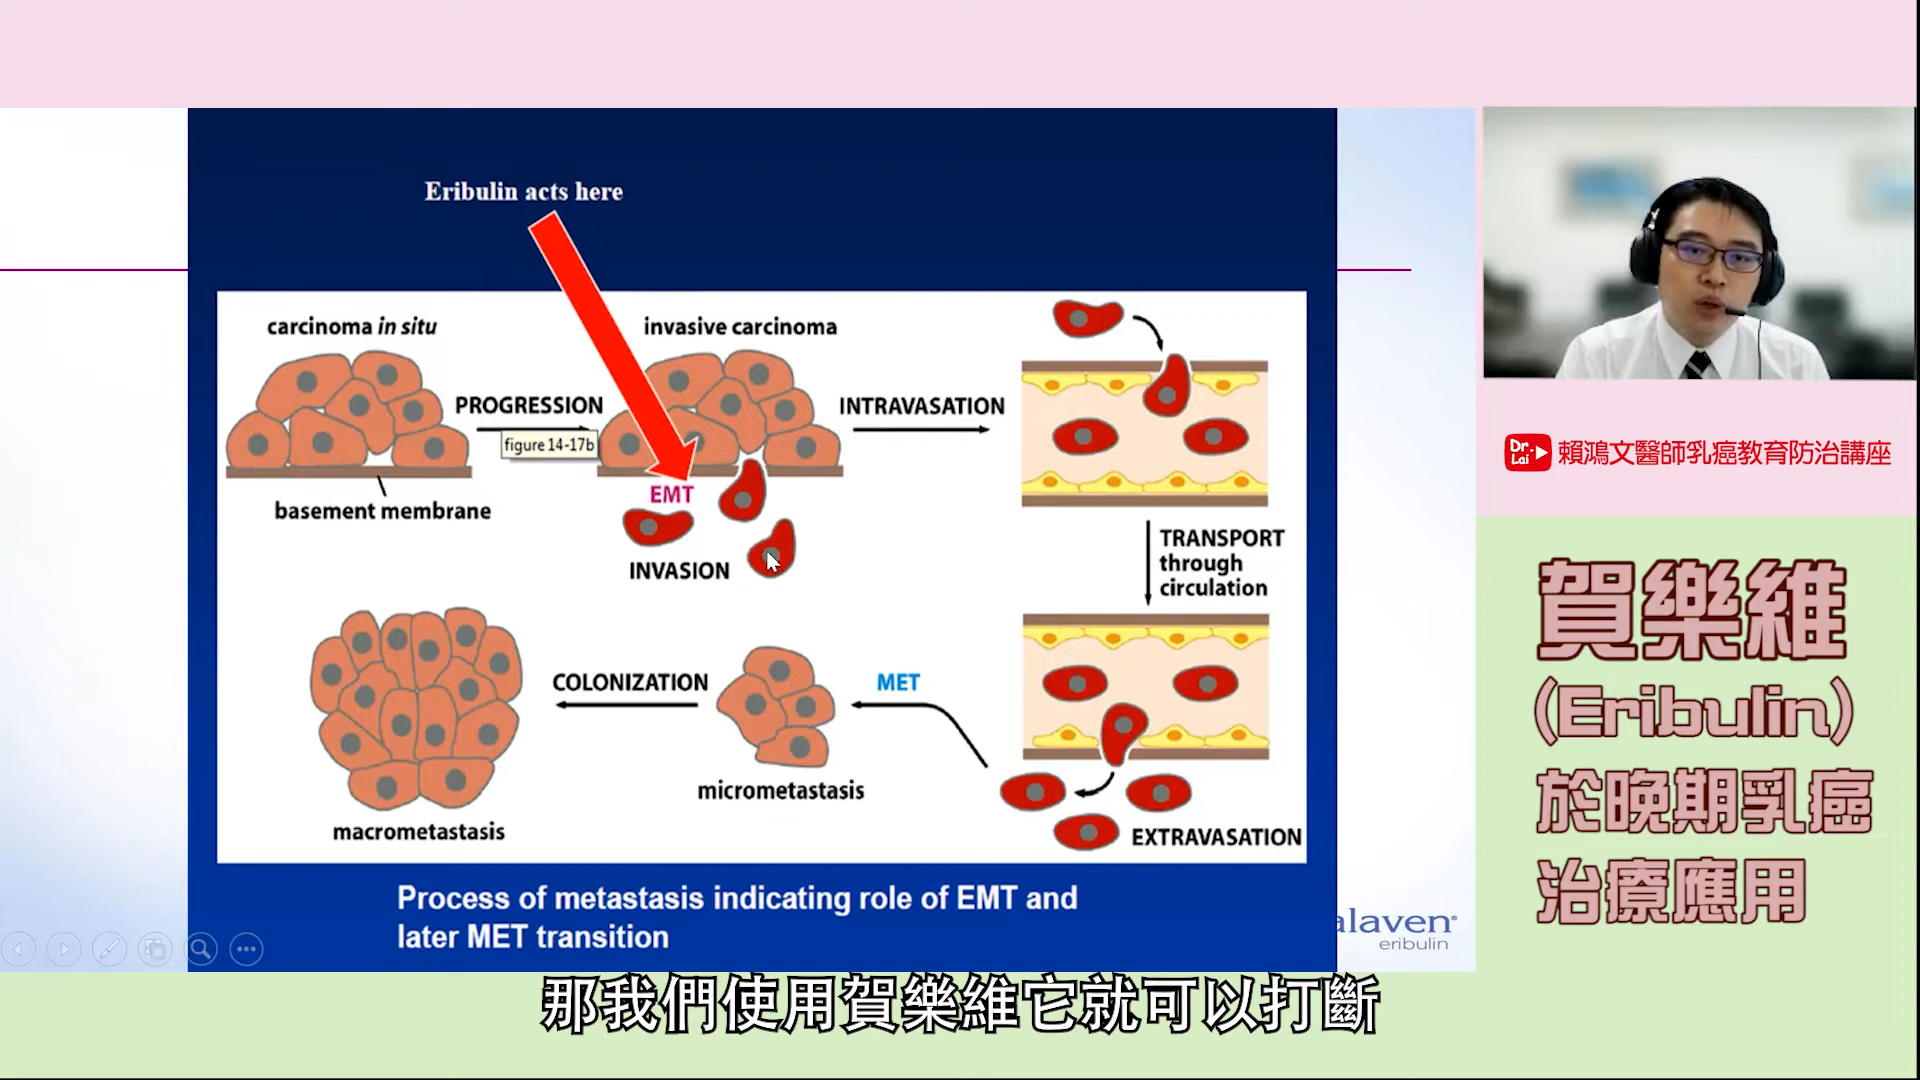 Eribulin acts here
carcinoma in situ
invasive carcinoma
PROGRESSION
figure 14-17b
INTRAVASATION
basement membrane
EMT
INVASION
TRANSPORT
through
circulation
COLONIZATION
MET
micrometastasis
macrometastasis
EXTRAVASATION
Process of metastasis indicating role of EMT and
later MET transition
alaven®
eribulin
Dr.
Lai
賴鴻文醫師乳癌教育防治講座
賀樂維
(Eribulin)
於晚期乳癌
治療應用
那我們使用賀樂維它就可以打斷